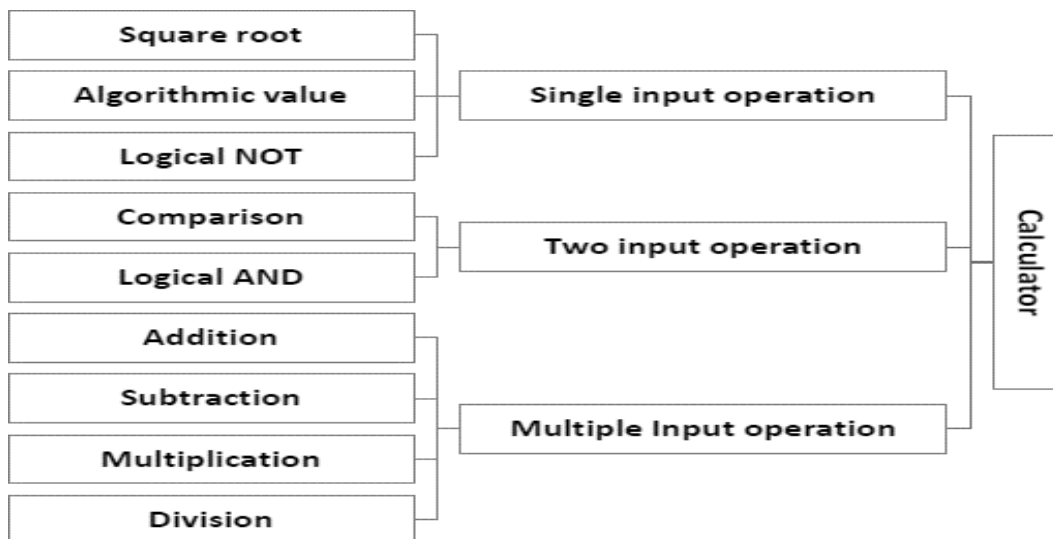 Square root
Algorithmic value
Logical NOT
Single input operation
Comparison
Logical AND
Two input operation
Addition
Subtraction
Multiplication
Division
Multiple Input operation
Calculator